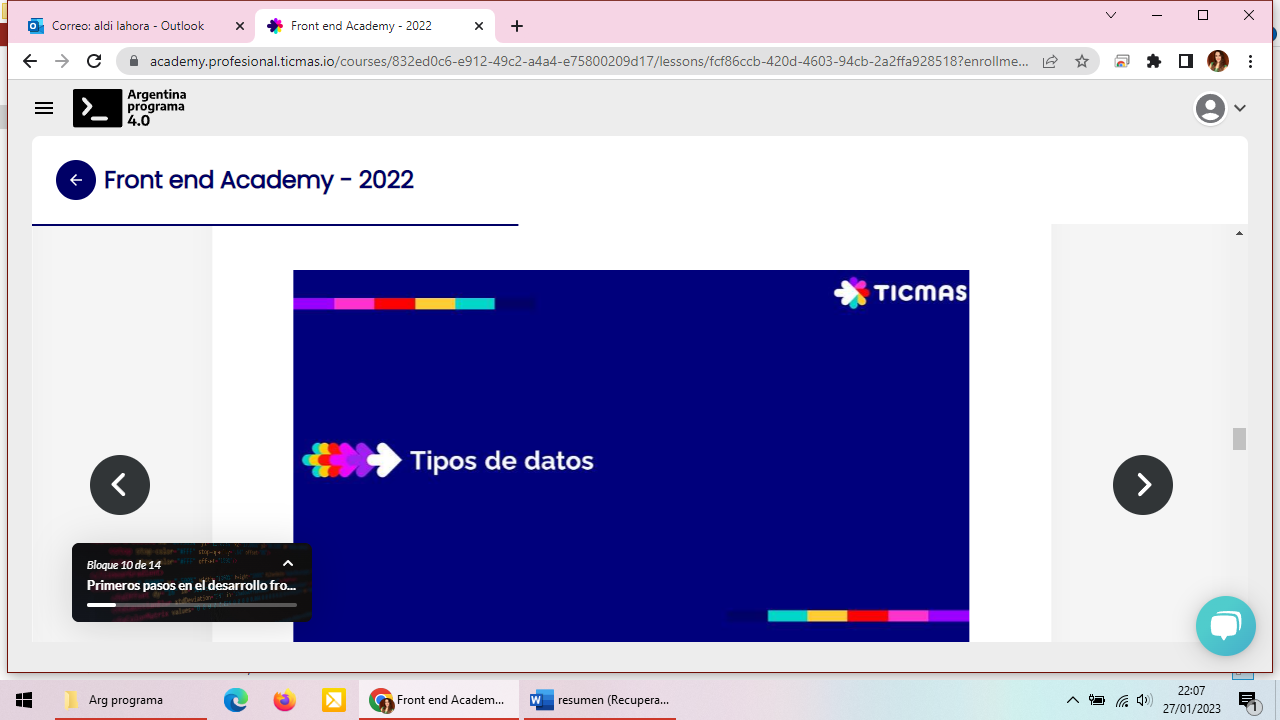 Correo: aldi lahora - Outlook
Front end Academy - 2022
academy.profesional.ticmas.io/courses/832ee0c6-e912-4962-a4a4-e75800209d17/lessons/fcf86ccb-420d-4603-94cb-2a2ffa928518?enrollme...
Argentina
programa
4.0
Front end Academy - 2022
TICMAS
Tipos de datos
Bloque 10 de 14
Primeros pasos en el desarrollo fro...
Arg programa
Front end Academ...
resumen (Recupera...
22:07
27/01/2023
1